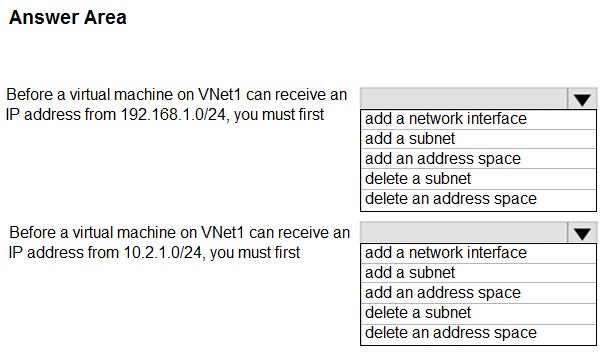 Answer Area
Before a virtual machine on VNet1 can receive an
IP address from 192.168.1.0/24, you must first
add a network interface
add a subnet
add an address space
delete a subnet
delete an address space
Before a virtual machine on VNet1 can receive an
IP address from 10.2.1.0/24, you must first
add a network interface
add a subnet
add an address space
delete a subnet
delete an address space